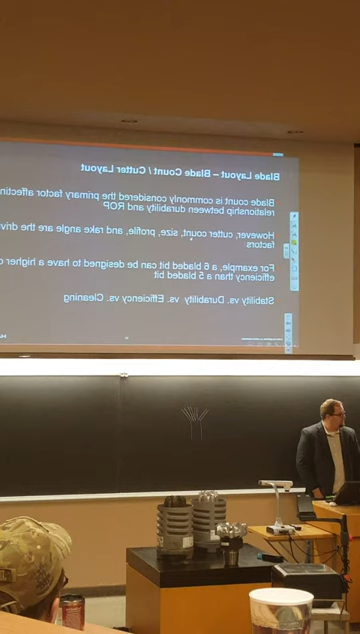 Blade Layout – Blade Count / Cutter Layout
Blade count is commonly considered the primary factor affecting
relationship between durability and ROP
However, cutter count, size, profile, and rake angle are the
factors
For example, a 6 bladed bit can be designed to have a higher
efficiency than a 5 bladed bit
Stability vs. Durability vs. Efficiency vs. Cleaning